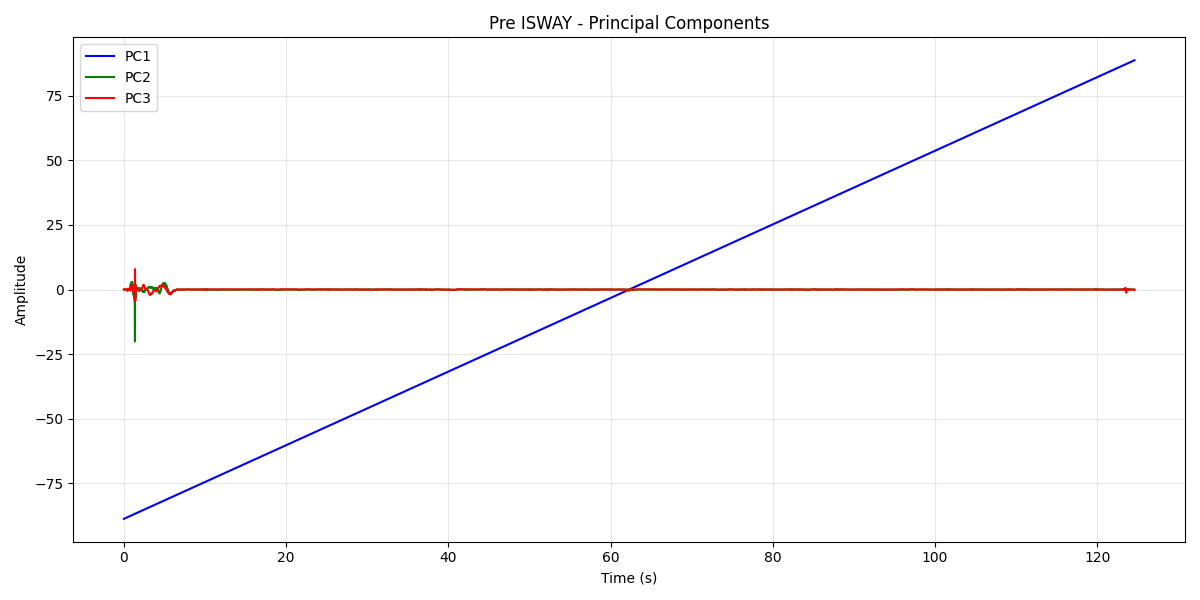 Pre ISWAY - Principal Components
PC1
PC2
PC3
Amplitude
75
50
25
0
−25
−50
−75
0 20 40 60 80 100 120
Time (s)